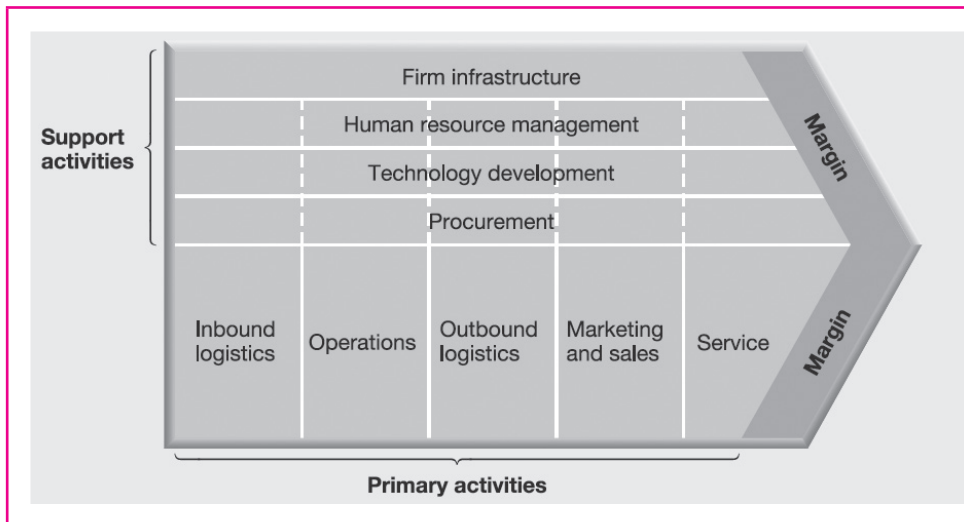 Firm infrastructure
Human resource management
Support
activities
Technology development
Procurement
Margin
Inbound
logistics
Operations
Outbound
logistics
Marketing
and sales
Service
Margin
Primary activities